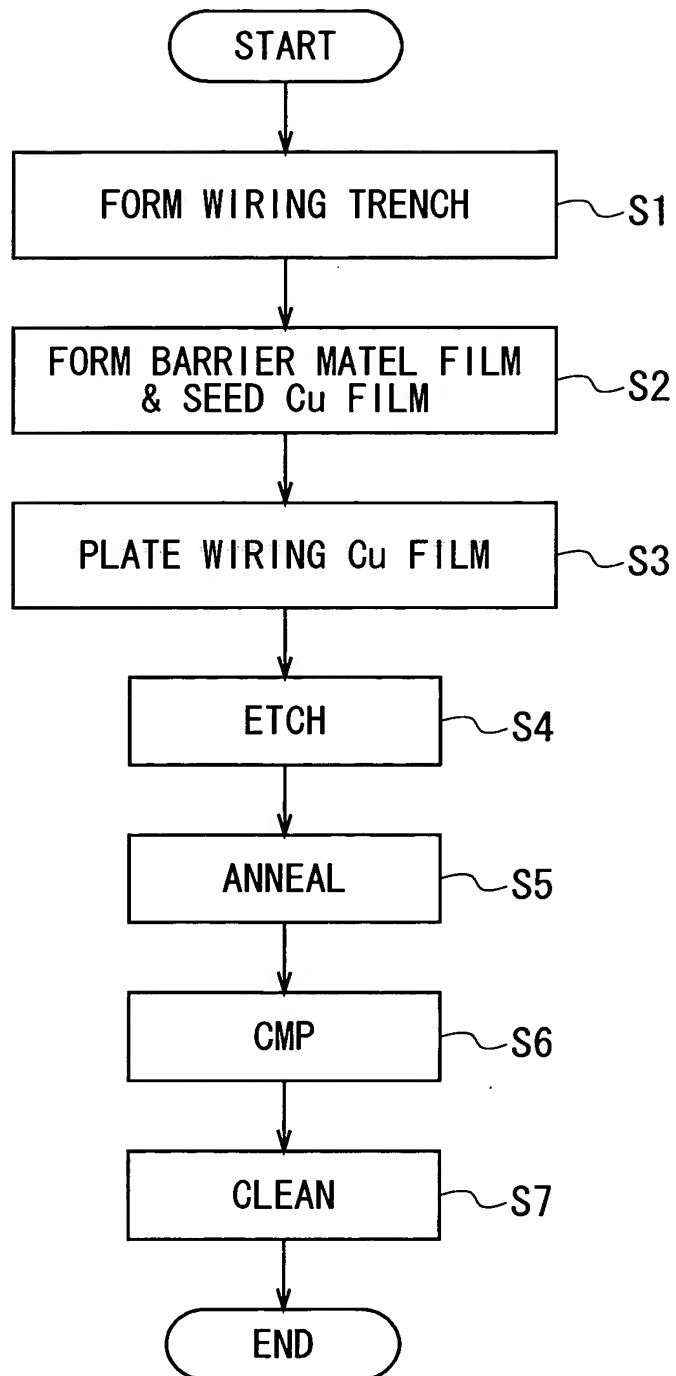 START
FORM WIRING TRENCH
S1
FORM BARRIER MATEL FILM
& SEED Cu FILM
S2
PLATE WIRING Cu FILM
S3
ETCH
S4
ANNEAL
S5
CMP
S6
CLEAN
S7
END